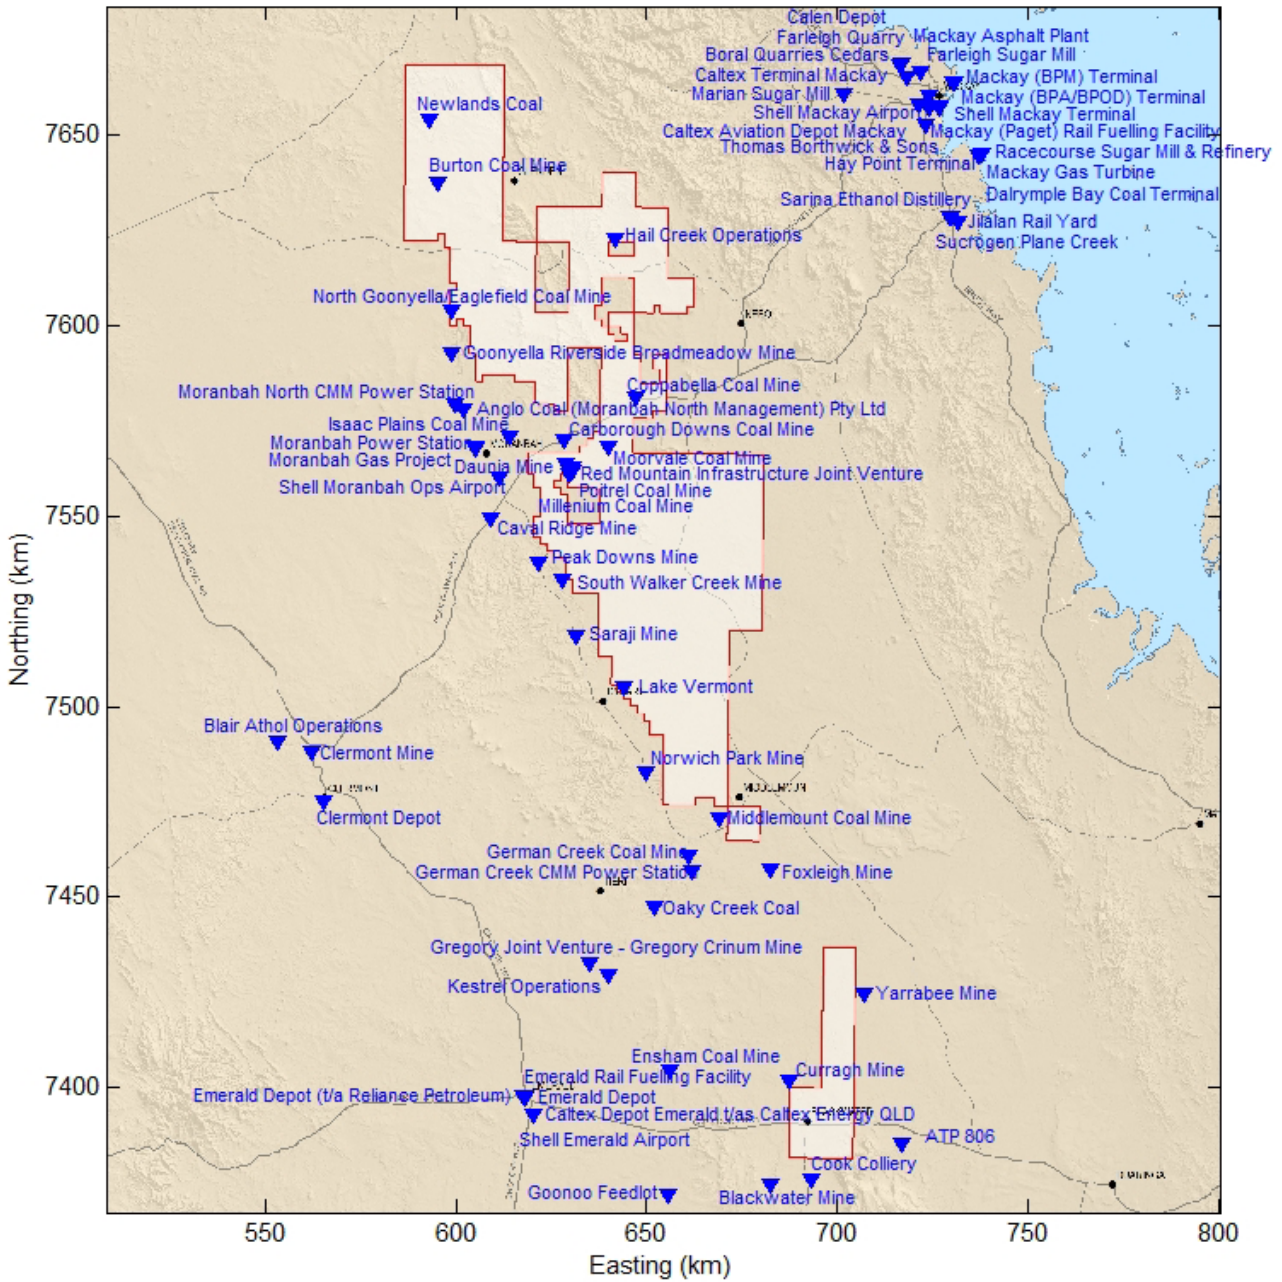 Calen Depot
Farleigh Quarry
Mackay Asphalt Plant
Boral Quarries Cedars
Farleigh Sugar Mill
Caltex Terminal Mackay
Mackay (BPM) Terminal
Marian Sugar Mill
Mackay (BPA/BPOD) Terminal
Shell Mackay Airport
Shell Mackay Terminal
Caltex Aviation Depot Mackay
Mackay (Paget) Rail Fuelling Facility
Thomas Borthwick & Sons
Racecourse Sugar Mill & Refinery
Hay Point Terminal
Mackay Gas Turbine
Dalrymple Bay Coal Terminal
Sarina Ethanol Distillery
Jilalan Rail Yard
Sucrogen Plane Creek
Newlands Coal
Burton Coal Mine
Hail Creek Operations
North Goonyella/Eaglefield Coal Mine
NEBO
Goonyella Riverside Broadmeadow Mine
Coppabella Coal Mine
Moranbah North CMM Power Station
Anglo Coal (Moranbah North Management) Pty Ltd
Isaac Plains Coal Mine
Carborough Downs Coal Mine
Moranbah Power Station
MORANBAH
Moranbah Gas Project
Daunia Mine
Moorvale Coal Mine
Red Mountain Infrastructure Joint Venture
Shell Moranbah Ops Airport
Poitrel Coal Mine
Millenium Coal Mine
Caval Ridge Mine
Peak Downs Mine
South Walker Creek Mine
Saraji Mine
Lake Vermont
Blair Athol Operations
Clermont Mine
Norwich Park Mine
CLERMONT
Clermont Depot
MIDDLEMOUNT
Middlemount Coal Mine
German Creek Coal Mine
German Creek CMM Power Station
Foxleigh Mine
Oaky Creek Coal
Gregory Joint Venture - Gregory Crinum Mine
Kestrel Operations
Yarrabee Mine
Ensham Coal Mine
Curragh Mine
Emerald Rail Fuelling Facility
Emerald Depot (t/a Reliance Petroleum)
Emerald Depot
Caltex Depot Emerald t/as Caltex Energy QLD
Shell Emerald Airport
ATP 806
Cook Colliery
Goonoo Feedlot
Blackwater Mine
7650
7600
7550
7500
7450
7400
Northing (km)
550
600
650
700
750
800
Easting (km)